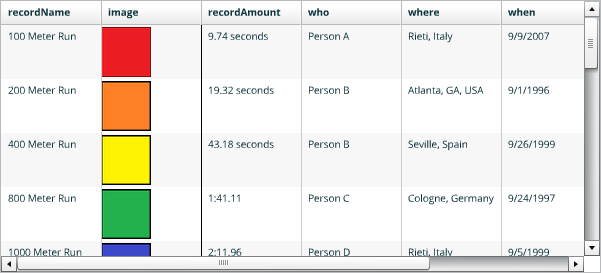 recordName image recordAmount who where when
100 Meter Run 9.74 seconds Person A Rieti, Italy 9/9/2007
200 Meter Run 19.32 seconds Person B Atlanta, GA, USA 9/1/1996
400 Meter Run 43.18 seconds Person B Seville, Spain 9/26/1999
800 Meter Run 1:41.11 Person C Cologne, Germany 9/24/1997
1000 Meter Run 2:11.96 Person D Rieti, Italy 9/5/1999